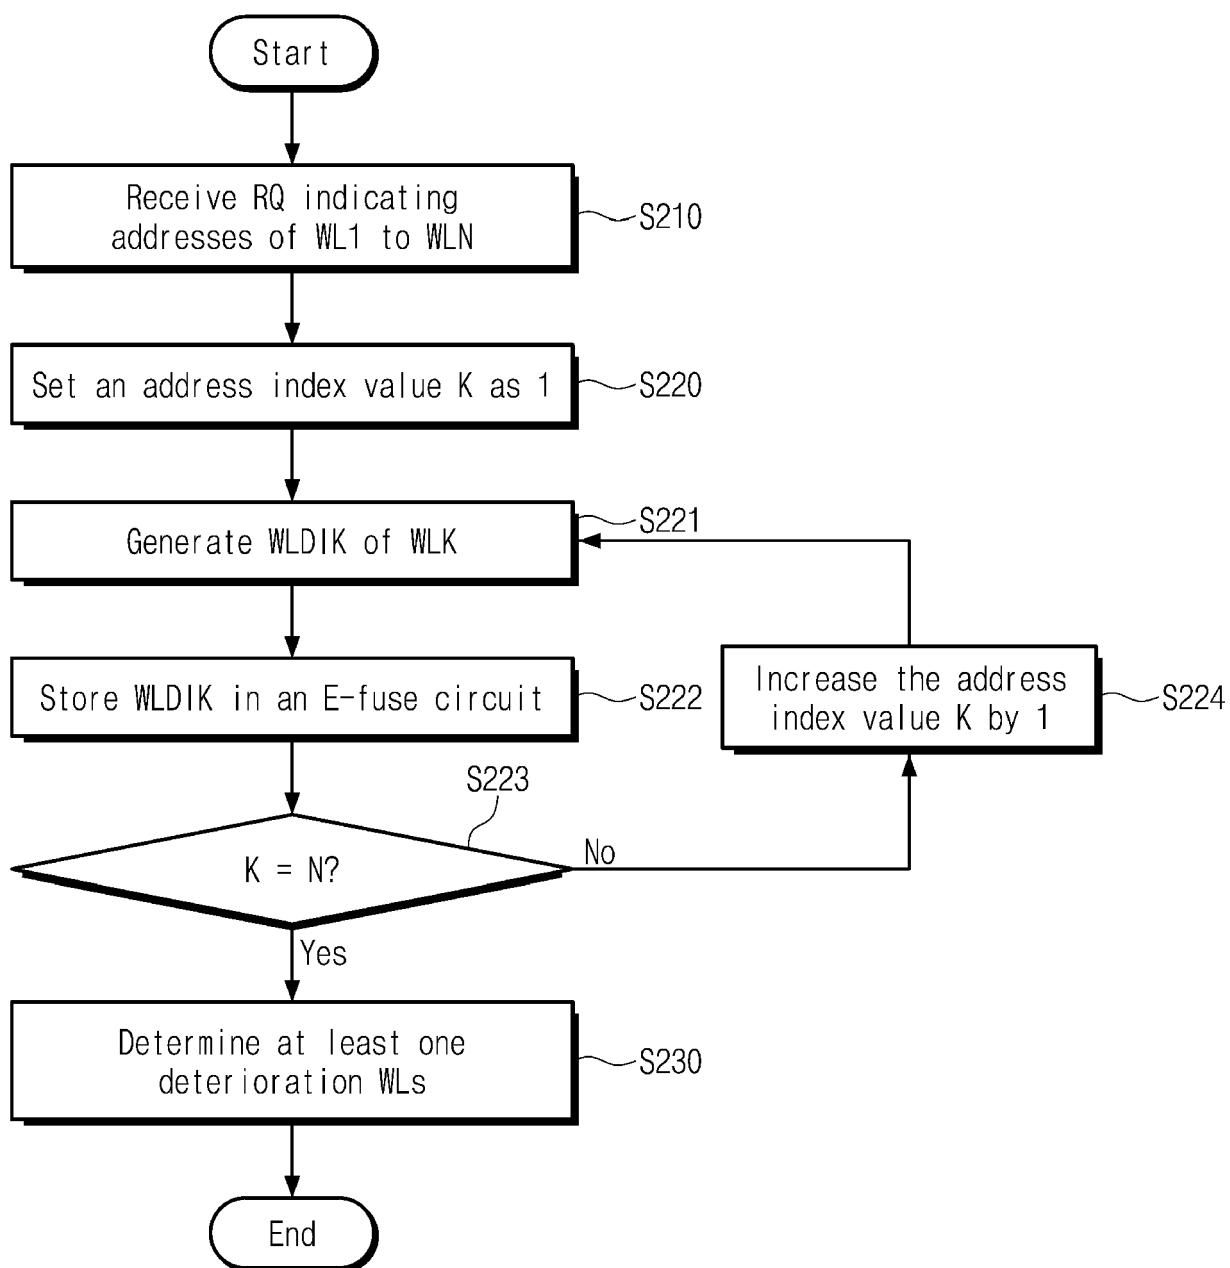 Start
Receive RQ indicating
addresses of WL1 to WLN
S210
Set an address index value K as 1
S220
Generate WLDIK of WLK
S221
Store WLDIK in an E-fuse circuit
S222
Increase the address
index value K by 1
S224
S223
K = N?
No
Yes
Determine at least one
deterioration WLs
S230
End